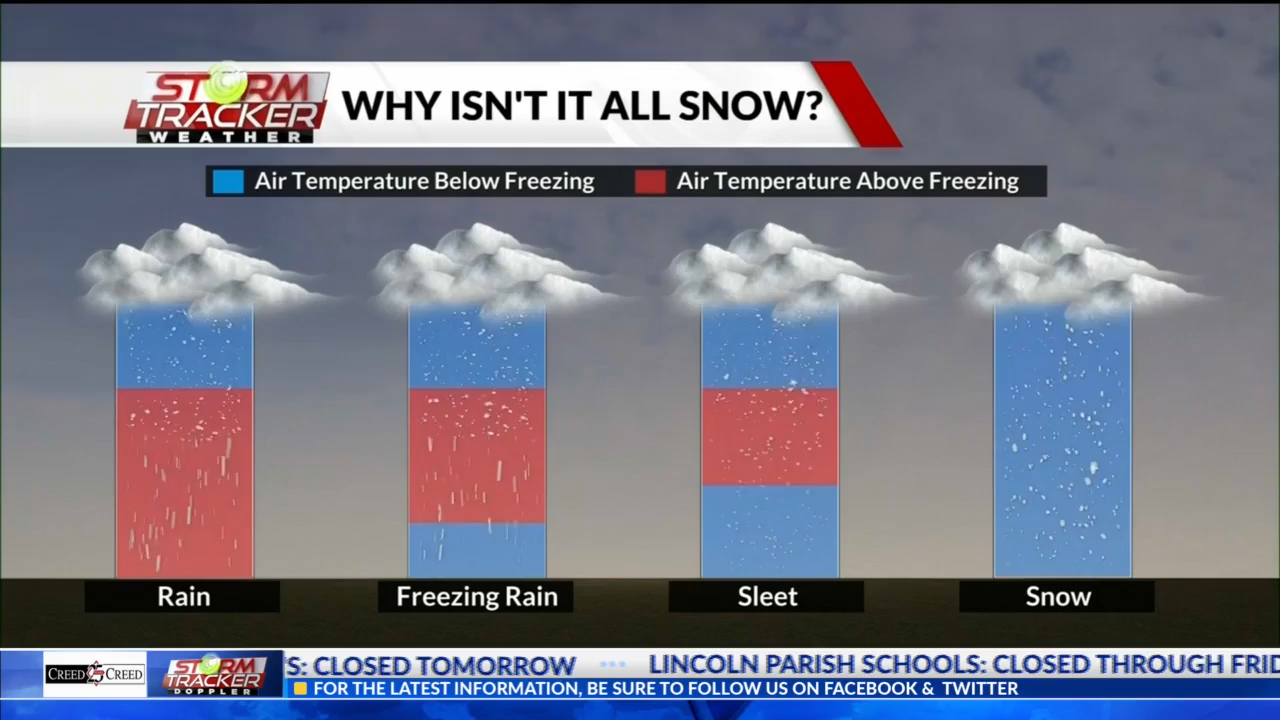 STORM
TRACKER
WEATHER
WHY ISN'T IT ALL SNOW?
Air Temperature Below Freezing
Air Temperature Above Freezing
Rain
Freezing Rain
Sleet
Snow
CREED CREED
STORM
TRACKER
DOPPLER
'S: CLOSED TOMORROW ••• LINCOLN PARISH SCHOOLS: CLOSED THROUGH FRID
FOR THE LATEST INFORMATION, BE SURE TO FOLLOW US ON FACEBOOK & TWITTER